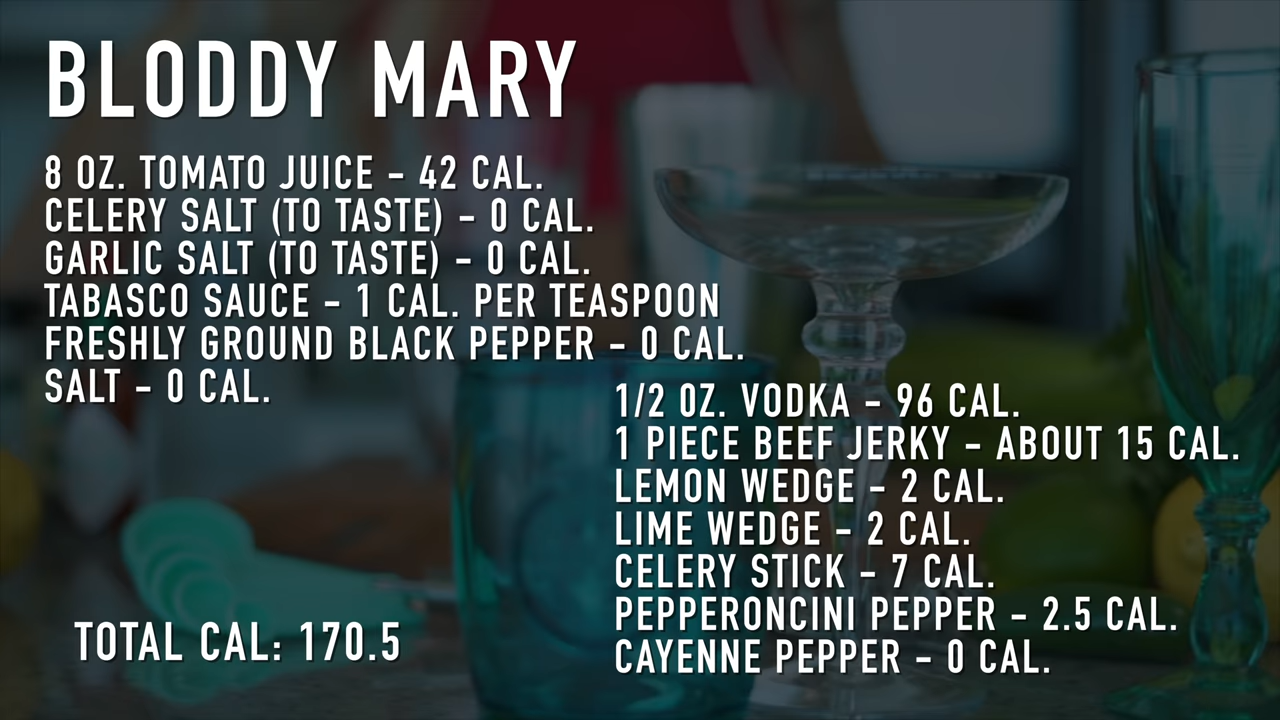 BLODDY MARY
8 OZ. TOMATO JUICE - 42 CAL.
CELERY SALT (TO TASTE) - 0 CAL.
GARLIC SALT (TO TASTE) - 0 CAL.
TABASCO SAUCE - 1 CAL. PER TEASPOON
FRESHLY GROUND BLACK PEPPER - 0 CAL.
SALT - 0 CAL.
1/2 OZ. VODKA - 96 CAL.
1 PIECE BEEF JERKY - ABOUT 15 CAL.
LEMON WEDGE - 2 CAL.
LIME WEDGE - 2 CAL.
CELERY STICK - 7 CAL.
PEPPERONCINI PEPPER - 2.5 CAL.
CAYENNE PEPPER - 0 CAL.
TOTAL CAL: 170.5